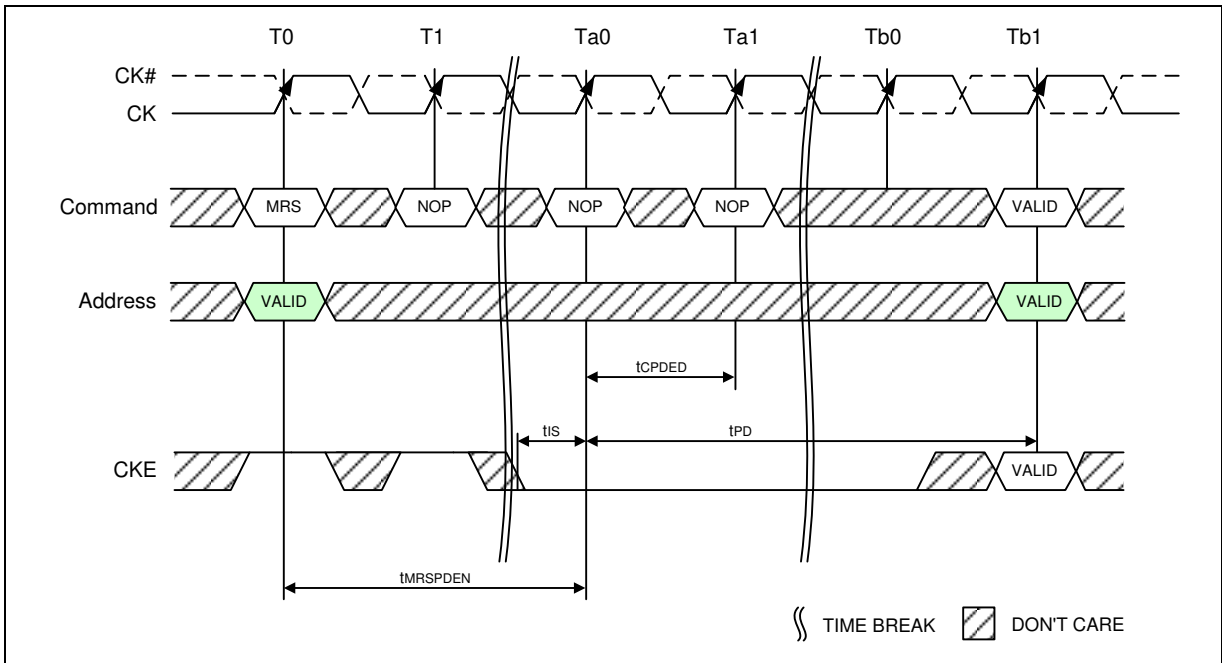 T0 T1 Ta0 Ta1 Tb0 Tb1
CK#
CK
Command MRS NOP NOP NOP VALID
Address VALID VALID
tCPDED
tIS tPD
CKE VALID
tMRSPDEN
TIME BREAK DON'T CARE